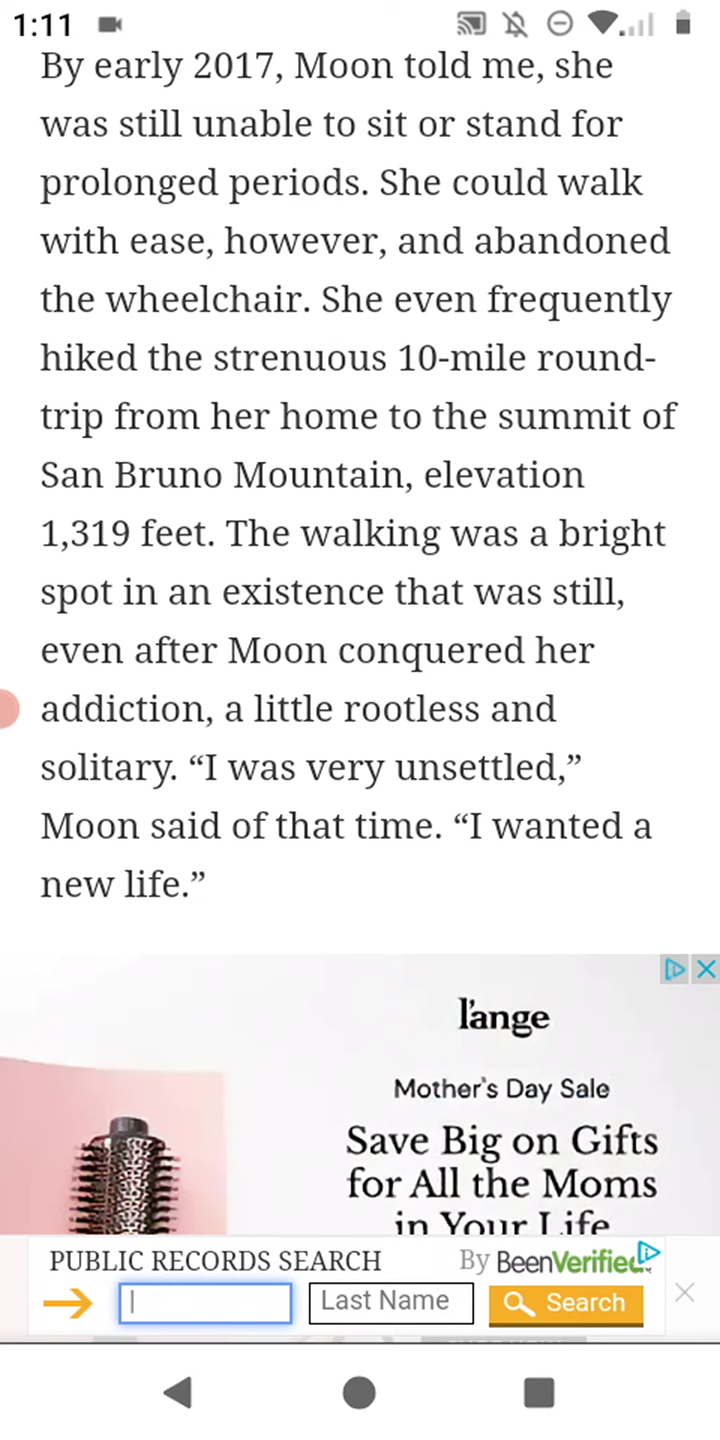 1:11
By early 2017, Moon told me, she
was still unable to sit or stand for
prolonged periods. She could walk
with ease, however, and abandoned
the wheelchair. She even frequently
hiked the strenuous 10-mile round-
trip from her home to the summit of
San Bruno Mountain, elevation
1,319 feet. The walking was a bright
spot in an existence that was still,
even after Moon conquered her
addiction, a little rootless and
solitary. “I was very unsettled,”
Moon said of that time. “I wanted a
new life.”
l'ange
Mother's Day Sale
Save Big on Gifts
for All the Moms
in Your Life
PUBLIC RECORDS SEARCH By BeenVerified
Last Name Search